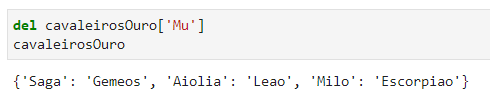 del cavaleirosOuro['Mu']
cavaleirosOuro
{'Saga': 'Gemeos', 'Aiolia': 'Leao', 'Milo': 'Escorpiao'}